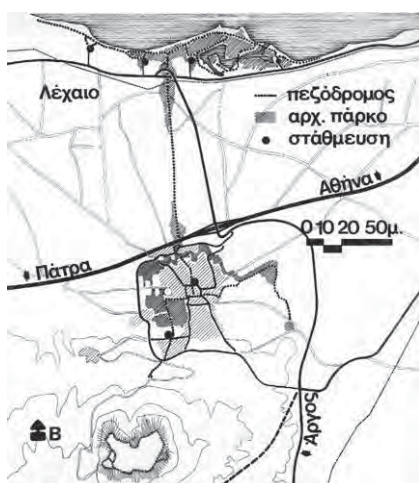 Λέχαιο
πεζόδρομος
αρχ. πάρκο
στάθμευση
Αθήνα
0 10 20 50μ.
Πάτρα
Άργος
Β